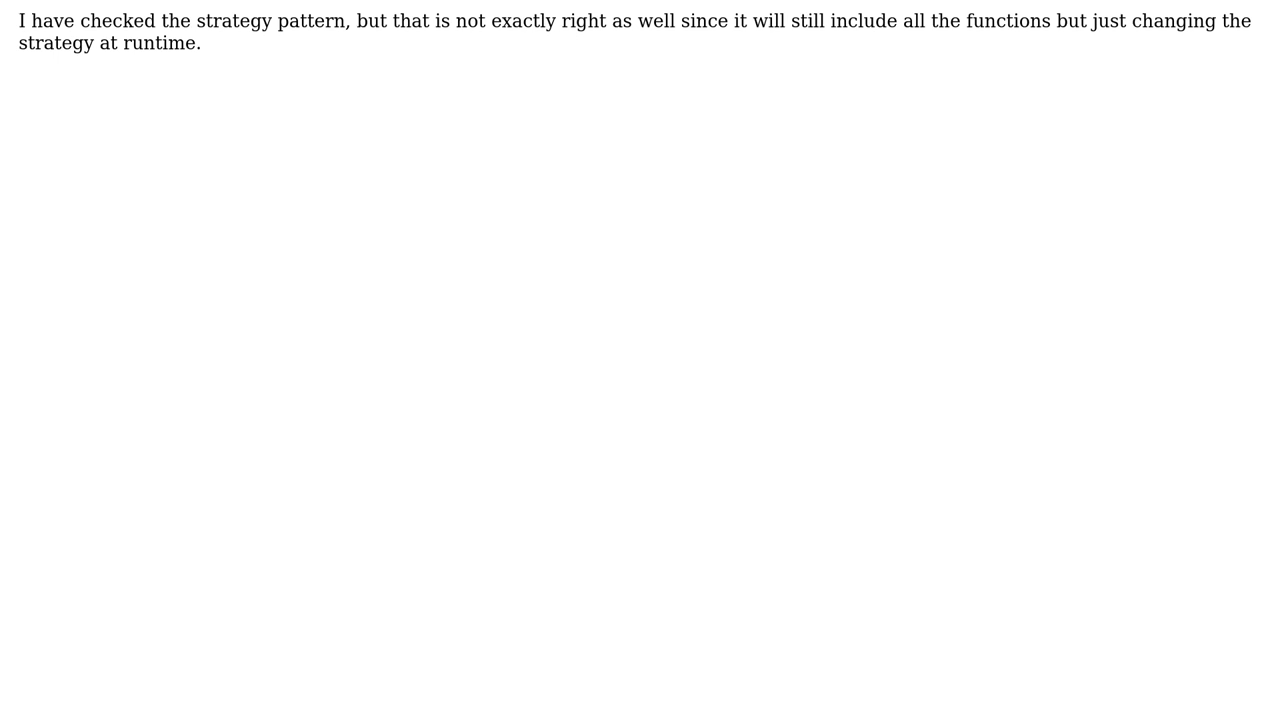 I have checked the strategy pattern, but that is not exactly right as well since it will still include all the functions but just changing the
strategy at runtime.